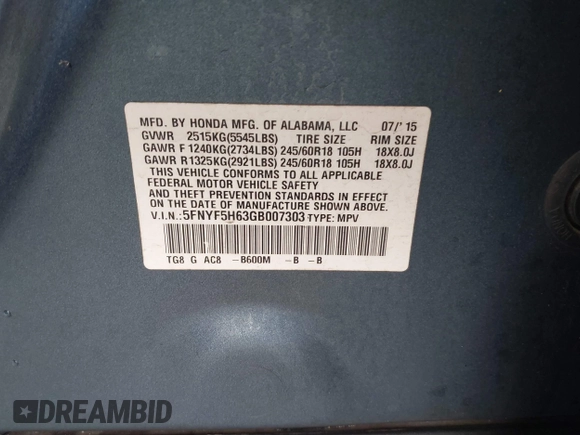 MFD. BY HONDA MFG. OF ALABAMA, LLC 07/'15
GVWR 2515KG(5545LBS) TIRE SIZE RIM SIZE
GAWR F 1240KG(2734LBS) 245/60R18 105H 18X8.0J
GAWR R1325KG(2921LBS) 245/60R18 105H 18X8.0J
THIS VEHICLE CONFORMS TO ALL APPLICABLE
FEDERAL MOTOR VEHICLE SAFETY
AND THEFT PREVENTION STANDARDS IN EFFECT
ON THE DATE OF MANUFACTURE SHOWN ABOVE.
V.I.N.: 5FNYF5H63GB007303 TYPE: MPV
TG8 G AC8 -B600M -B -B
DREAMBID